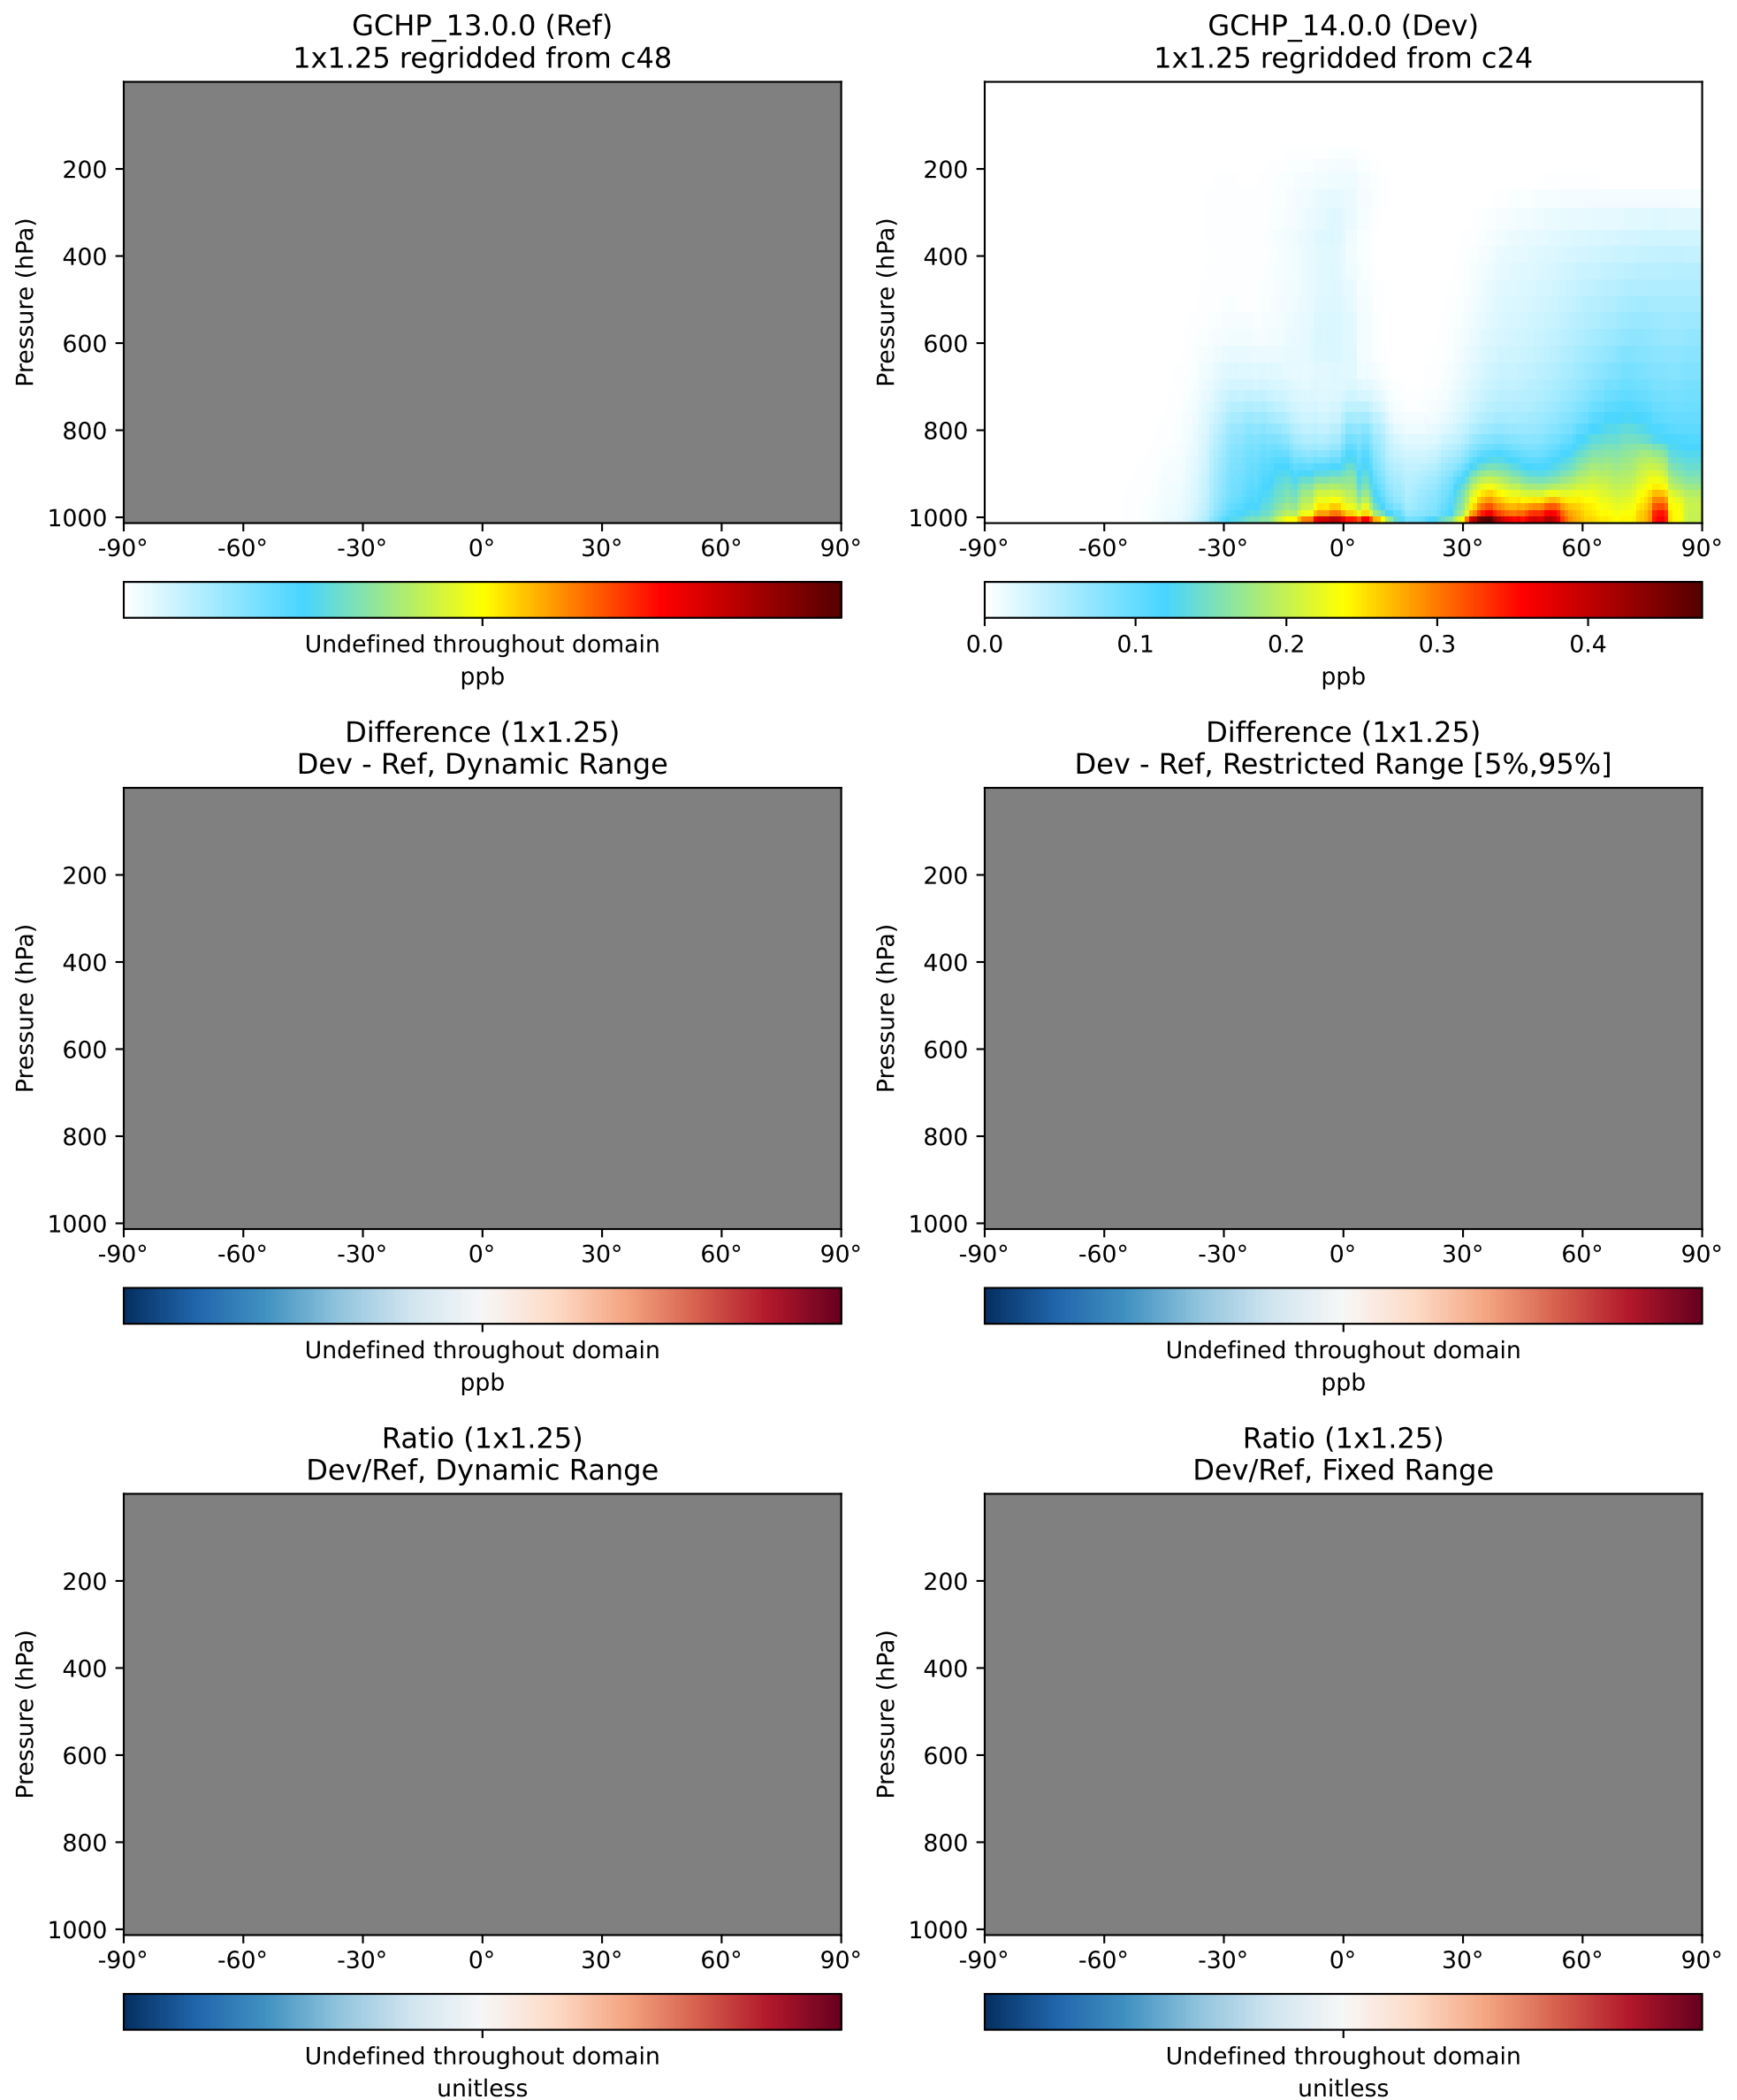 GCHP_13.0.0 (Ref)
1x1.25 regridded from c48
Pressure (hPa)
200
400
600
800
1000
-90° -60° -30° 0° 30° 60° 90°
Undefined throughout domain
ppb
GCHP_14.0.0 (Dev)
1x1.25 regridded from c24
Pressure (hPa)
200
400
600
800
1000
-90° -60° -30° 0° 30° 60° 90°
0.0 0.1 0.2 0.3 0.4
ppb
Difference (1x1.25)
Dev - Ref, Dynamic Range
Pressure (hPa)
200
400
600
800
1000
-90° -60° -30° 0° 30° 60° 90°
Undefined throughout domain
ppb
Difference (1x1.25)
Dev - Ref, Restricted Range [5%,95%]
Pressure (hPa)
200
400
600
800
1000
-90° -60° -30° 0° 30° 60° 90°
Undefined throughout domain
ppb
Ratio (1x1.25)
Dev/Ref, Dynamic Range
Pressure (hPa)
200
400
600
800
1000
-90° -60° -30° 0° 30° 60° 90°
Undefined throughout domain
unitless
Ratio (1x1.25)
Dev/Ref, Fixed Range
Pressure (hPa)
200
400
600
800
1000
-90° -60° -30° 0° 30° 60° 90°
Undefined throughout domain
unitless